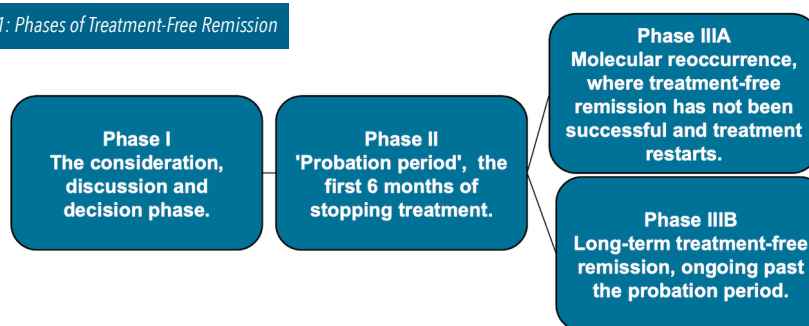 1: Phases of Treatment-Free Remission
Phase I
The consideration,
discussion and
decision phase.
Phase II
'Probation period',  the
first 6 months of
stopping treatment.
Phase IIIA
Molecular reoccurrence,
where treatment-free
remission has not been
successful and treatment
restarts.
Phase IIIB
Long-term treatment-free
remission, ongoing past
the probation period.